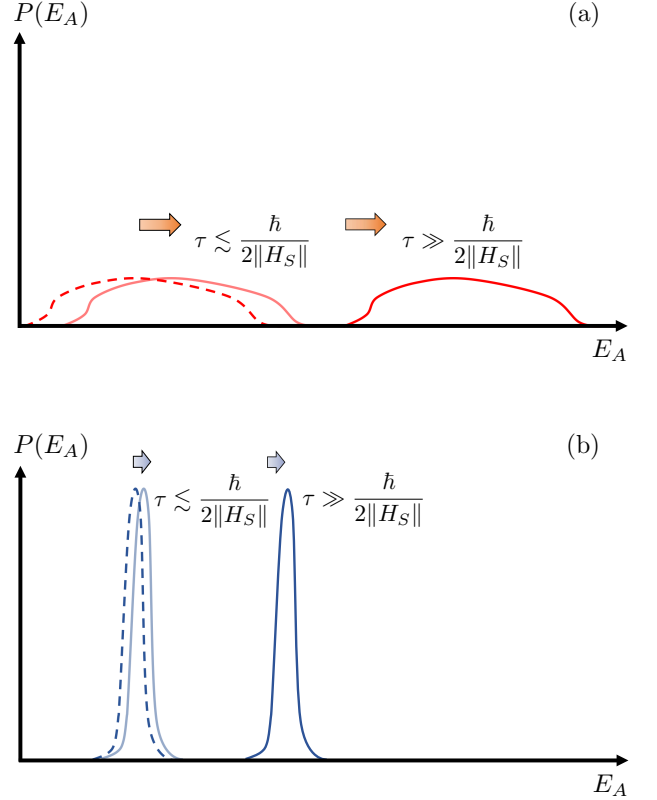 P(E_A) (a)
τ ≲ ℏ/2‖H_S‖ τ ≫ ℏ/2‖H_S‖
E_A
P(E_A) (b)
τ ≲ ℏ/2‖H_S‖ τ ≫ ℏ/2‖H_S‖
E_A